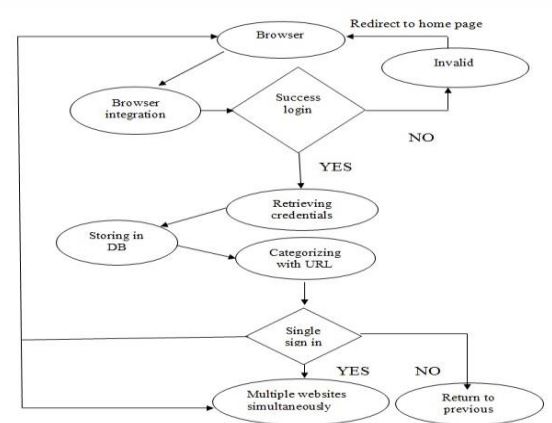 Redirect to home page
Browser
Invalid
Browser
integration
Success
login
NO
YES
Retrieving
credentials
Storing in
DB
Categorizing
with URL
Single
sign in
YES
NO
Multiple websites
simultaneously
Return to
previous